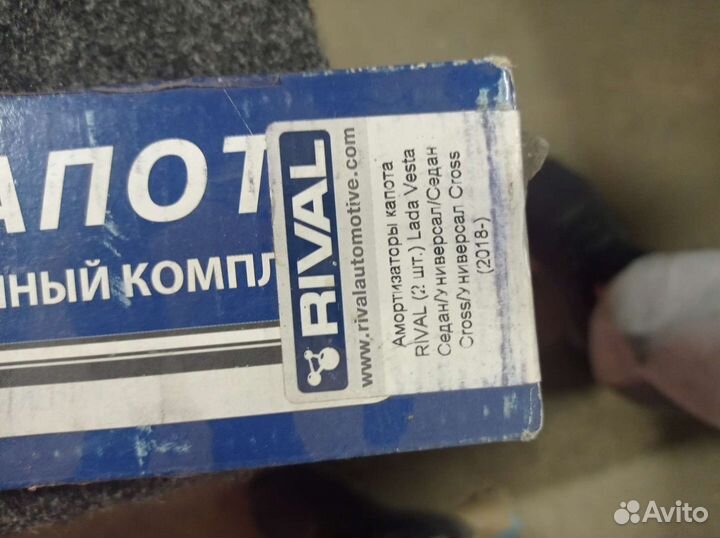 АПОТ
ННЫЙ КОМПЛ
RIVAL
www.rivalautomotive.com
Амортизаторы капота
RIVAL (2 шт.) Lada Vesta
Седан/Универсал/Седан
Cross/Универсал Cross
(2018-)
Avito